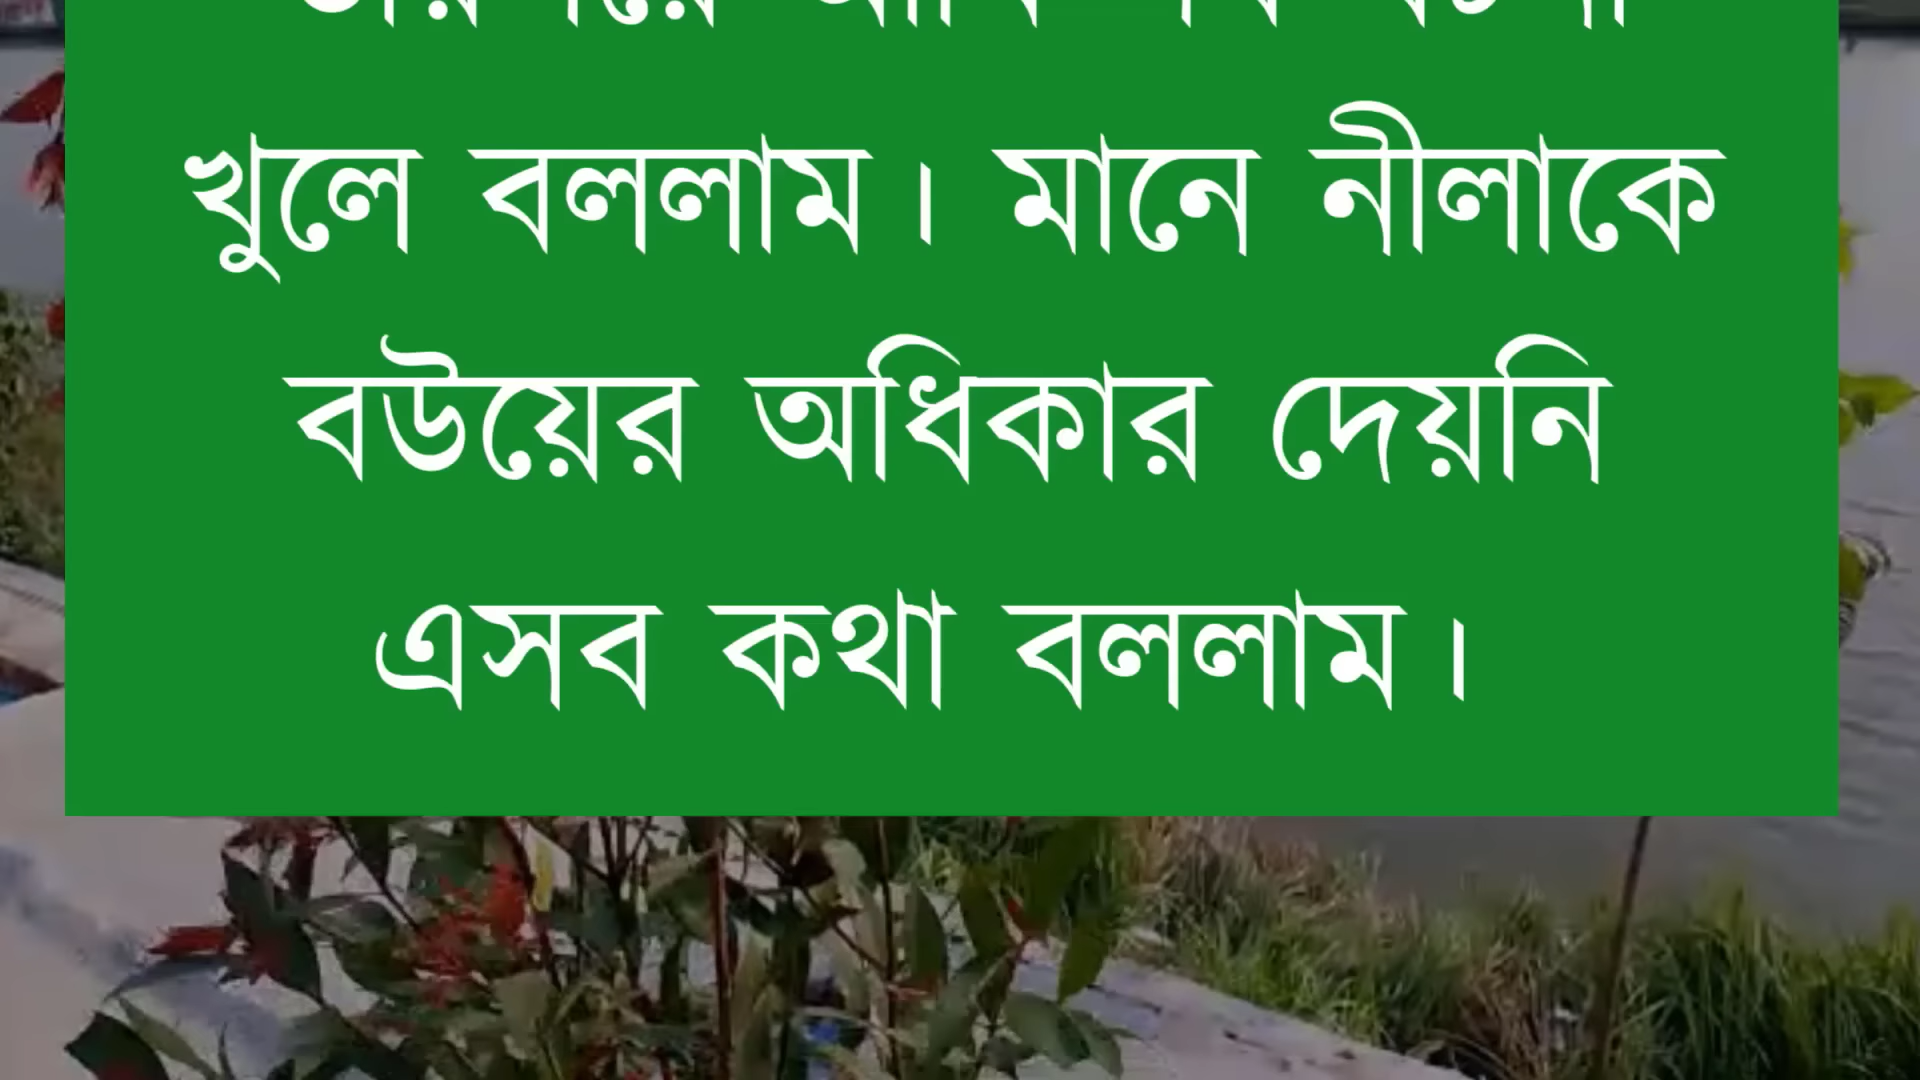 খুলে বললাম। মানে নীলাকে
বউয়ের অধিকার দেয়নি
এসব কথা বললাম।